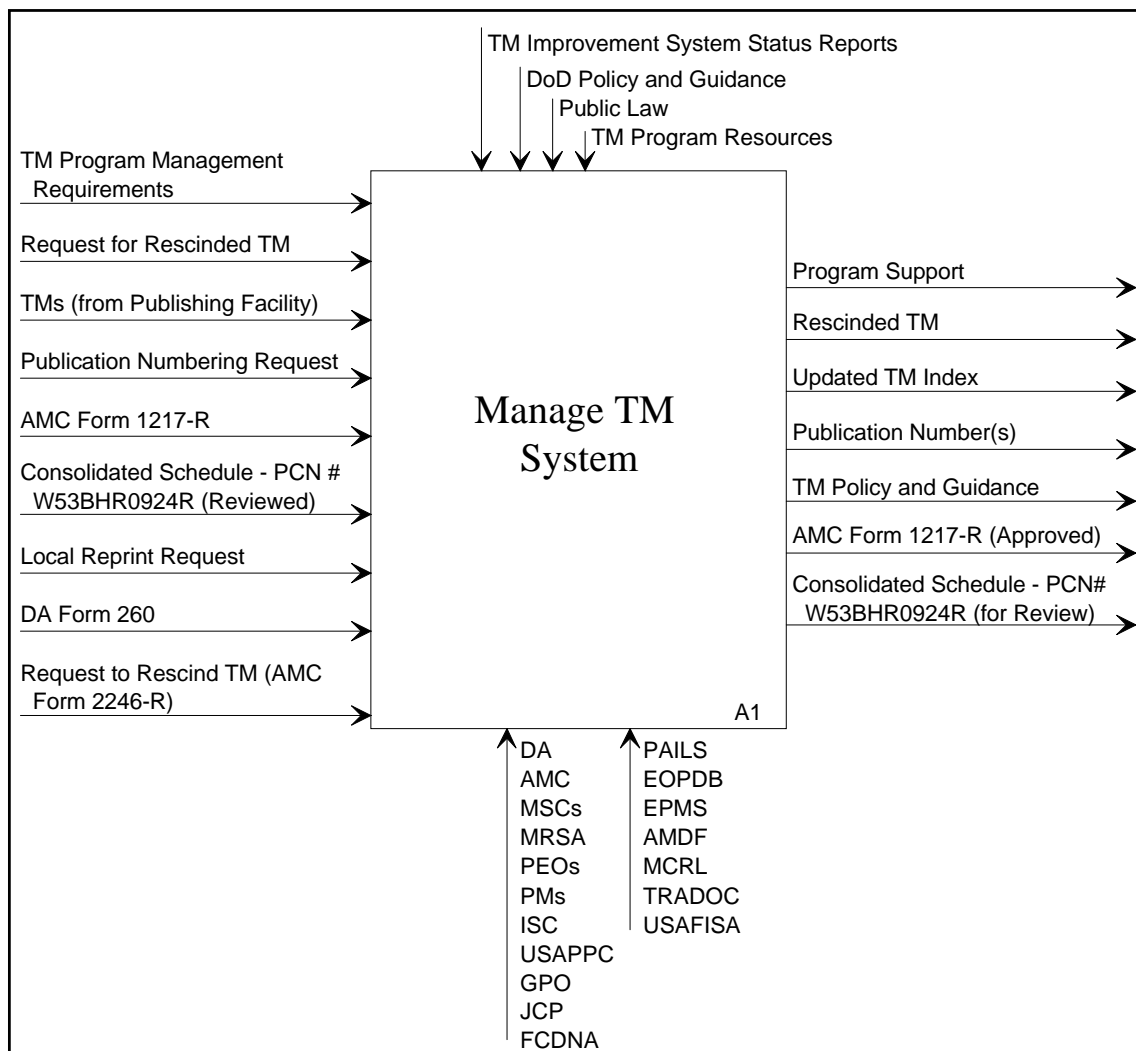 TM Improvement System Status Reports
DoD Policy and Guidance
Public Law
TM Program Resources
TM Program Management
Requirements
Request for Rescinded TM
TMs (from Publishing Facility)
Publication Numbering Request
AMC Form 1217-R
Consolidated Schedule - PCN #
W53BHR0924R (Reviewed)
Local Reprint Request
DA Form 260
Request to Rescind TM (AMC
Form 2246-R)
Manage TM
System
A1
Program Support
Rescinded TM
Updated TM Index
Publication Number(s)
TM Policy and Guidance
AMC Form 1217-R (Approved)
Consolidated Schedule - PCN#
W53BHR0924R (for Review)
DA
AMC
MSCs
MRSA
PEOs
PMs
ISC
USAPPC
GPO
JCP
FCDNA
PAILS
EOPDB
EPMS
AMDF
MCRL
TRADOC
USAFISA